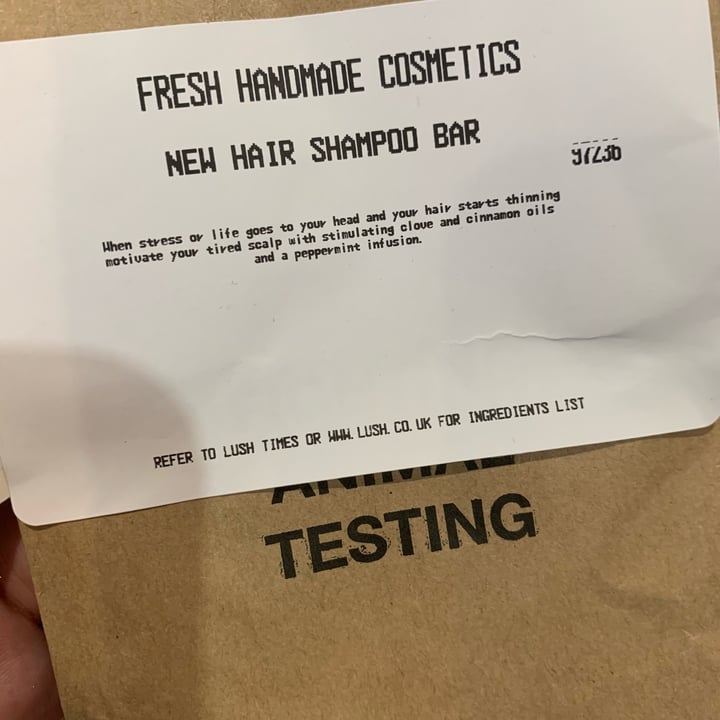 FRESH HANDMADE COSMETICS
NEW HAIR SHAMPOO BAR
97236
When stress or life goes to your head and your hair starts thinning
motivate your tired scalp with stimulating clove and cinnamon oils
and a peppermint infusion.
REFER TO LUSH TIMES OR WWW.LUSH.CO.UK FOR INGREDIENTS LIST
ANIMAL
TESTING